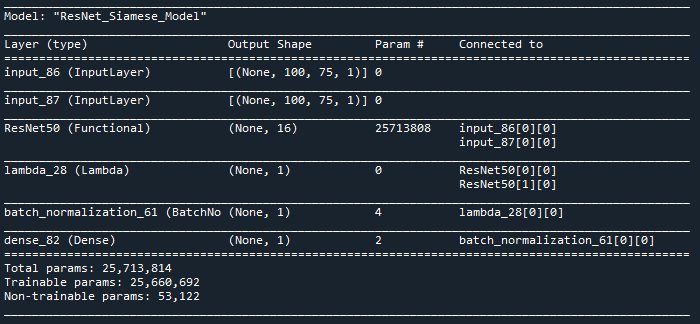 Model: "ResNet_Siamese_Model"
Layer (type) Output Shape Param # Connected to
input_86 (InputLayer) [(None, 100, 75, 1)] 0
input_87 (InputLayer) [(None, 100, 75, 1)] 0
ResNet50 (Functional) (None, 16) 25713808 input_86[0][0]
input_87[0][0]
lambda_28 (Lambda) (None, 1) 0 ResNet50[0][0]
ResNet50[1][0]
batch_normalization_61 (BatchNo (None, 1) 4 lambda_28[0][0]
dense_82 (Dense) (None, 1) 2 batch_normalization_61[0][0]
Total params: 25,713,814
Trainable params: 25,660,692
Non-trainable params: 53,122